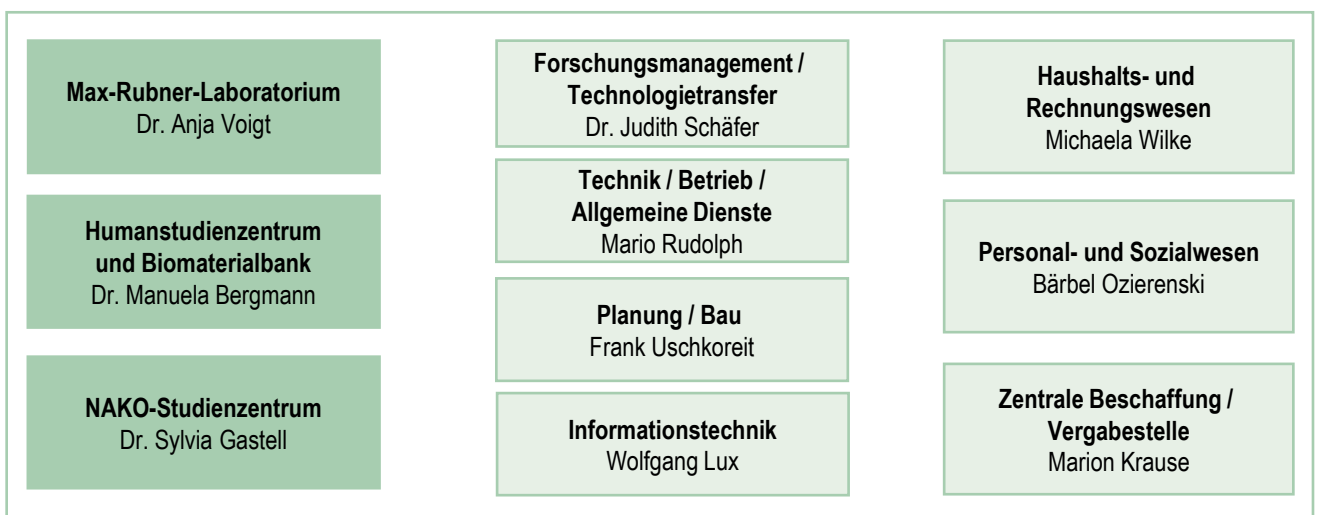 Max-Rubner-Laboratorium
Dr. Anja Voigt
Humanstudienzentrum
und Biomaterialbank
Dr. Manuela Bergmann
NAKO-Studienzentrum
Dr. Sylvia Gastell
Forschungsmanagement /
Technologietransfer
Dr. Judith Schäfer
Technik / Betrieb /
Allgemeine Dienste
Mario Rudolph
Planung / Bau
Frank Uschkoreit
Informationstechnik
Wolfgang Lux
Haushalts- und
Rechnungswesen
Michaela Wilke
Personal- und Sozialwesen
Bärbel Ozierenski
Zentrale Beschaffung /
Vergabestelle
Marion Krause